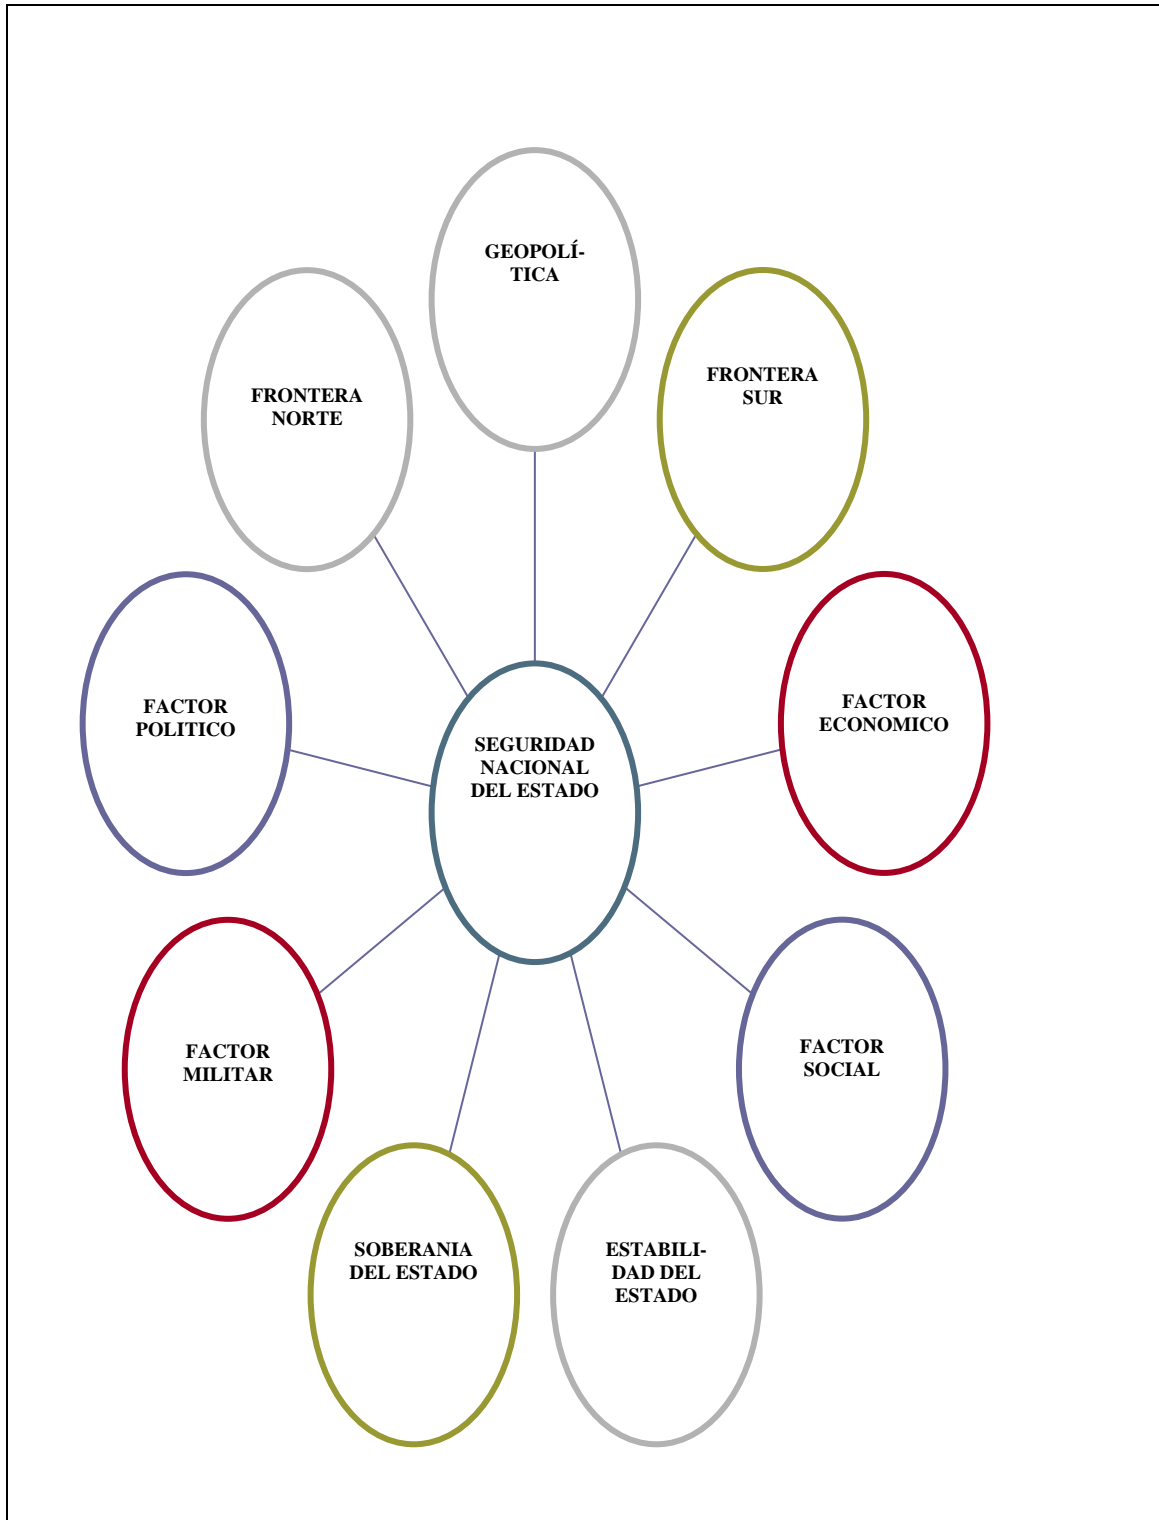 GEOPOLÍ-
TICA
FRONTERA
SUR
FRONTERA
NORTE
FACTOR
ECONOMICO
FACTOR
POLITICO
SEGURIDAD
NACIONAL
DEL ESTADO
FACTOR
SOCIAL
FACTOR
MILITAR
SOBERANIA
DEL ESTADO
ESTABILI-
DAD DEL
ESTADO